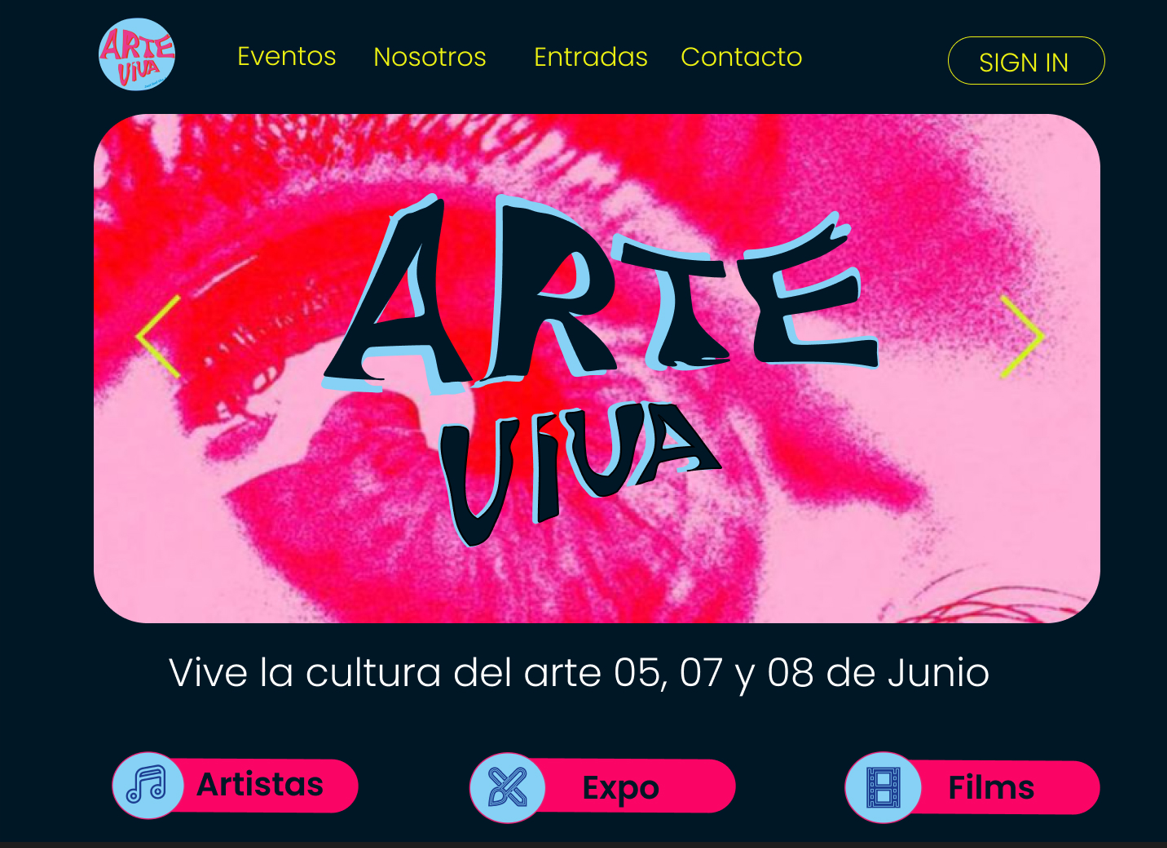 ARTE
VIVA
Eventos Nosotros Entradas Contacto SIGN IN
ARTE
VIVA
Vive la cultura del arte 05, 07 y 08 de Junio
Artistas Expo Films